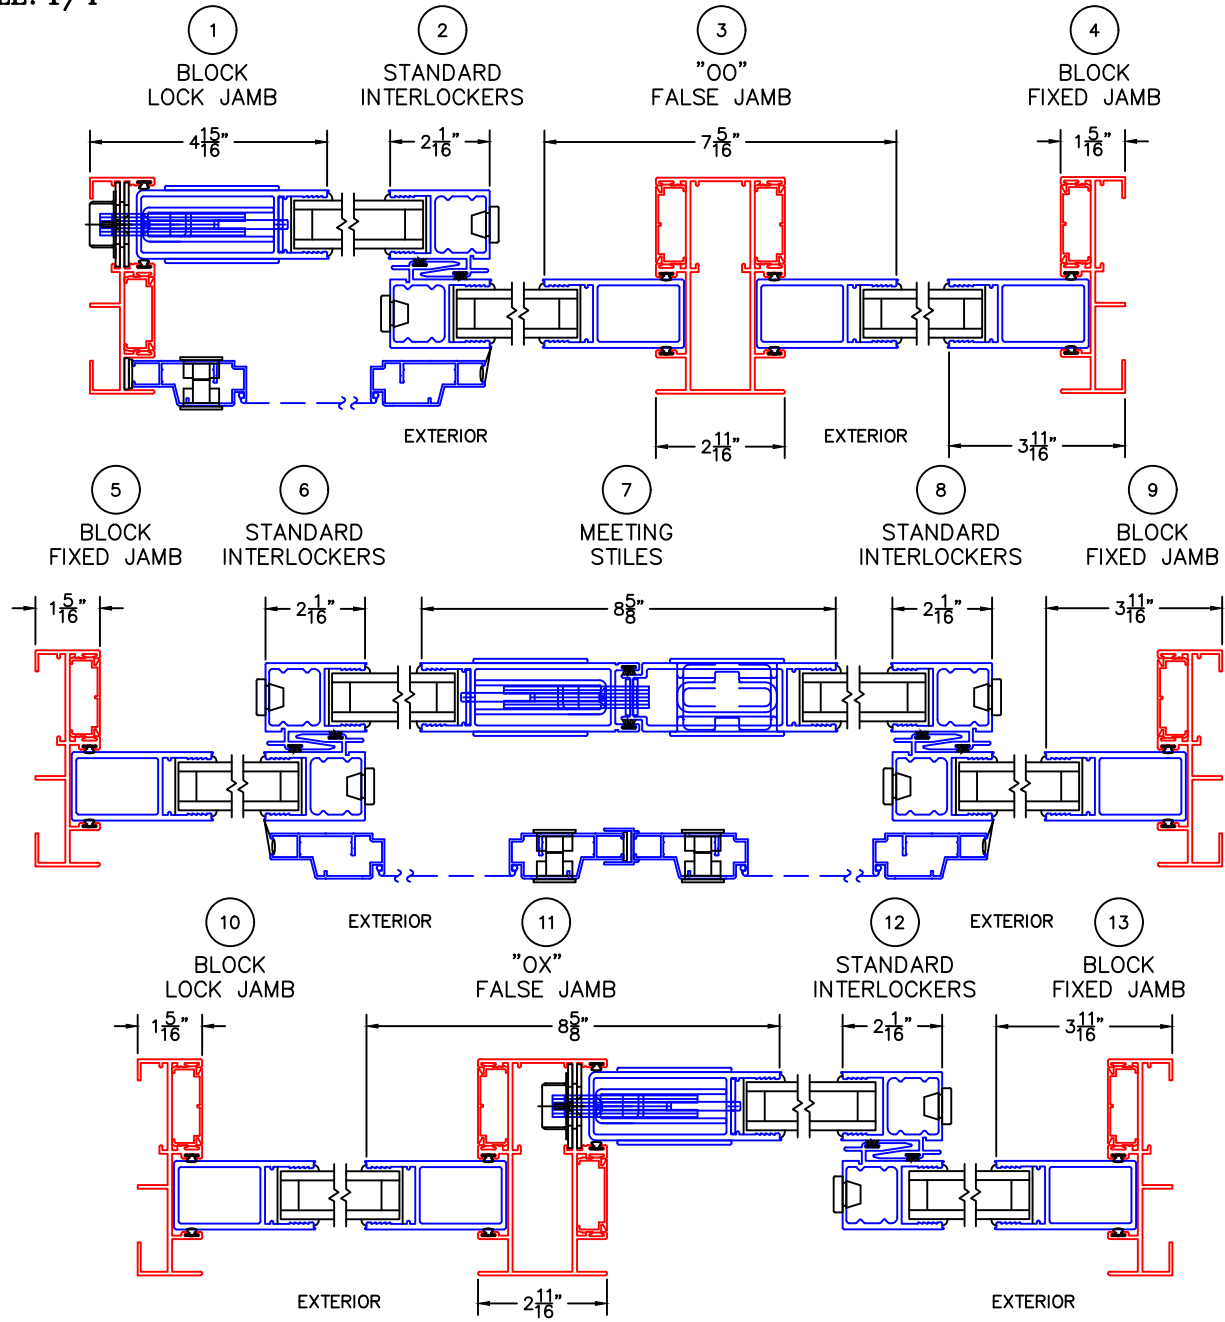 1
BLOCK
LOCK JAMB
2
STANDARD
INTERLOCKERS
3
"OO"
FALSE JAMB
4
BLOCK
FIXED JAMB
4 15/16"
2 1/16"
7 5/16"
1 5/16"
EXTERIOR
2 11/16"
EXTERIOR
3 11/16"
5
BLOCK
FIXED JAMB
6
STANDARD
INTERLOCKERS
7
MEETING
STILES
8
STANDARD
INTERLOCKERS
9
BLOCK
FIXED JAMB
1 5/16"
2 1/16"
8 5/8"
2 1/16"
3 11/16"
EXTERIOR
EXTERIOR
10
BLOCK
LOCK JAMB
11
"OX"
FALSE JAMB
12
STANDARD
INTERLOCKERS
13
BLOCK
FIXED JAMB
1 5/16"
8 5/8"
2 1/16"
3 11/16"
EXTERIOR
2 11/16"
EXTERIOR